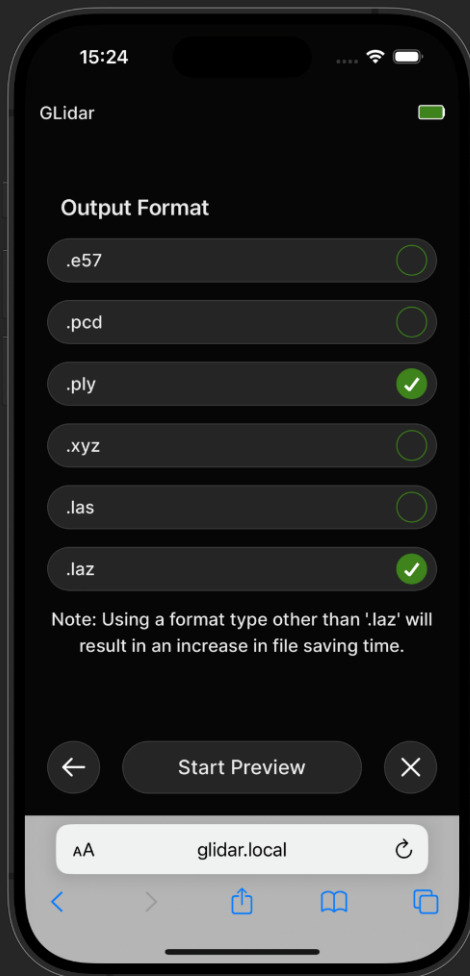 15:24
GLidar
Output Format
.e57
.pcd
.ply
.xyz
.las
.laz
Note: Using a format type other than '.laz' will
result in an increase in file saving time.
Start Preview
AA glidar.local